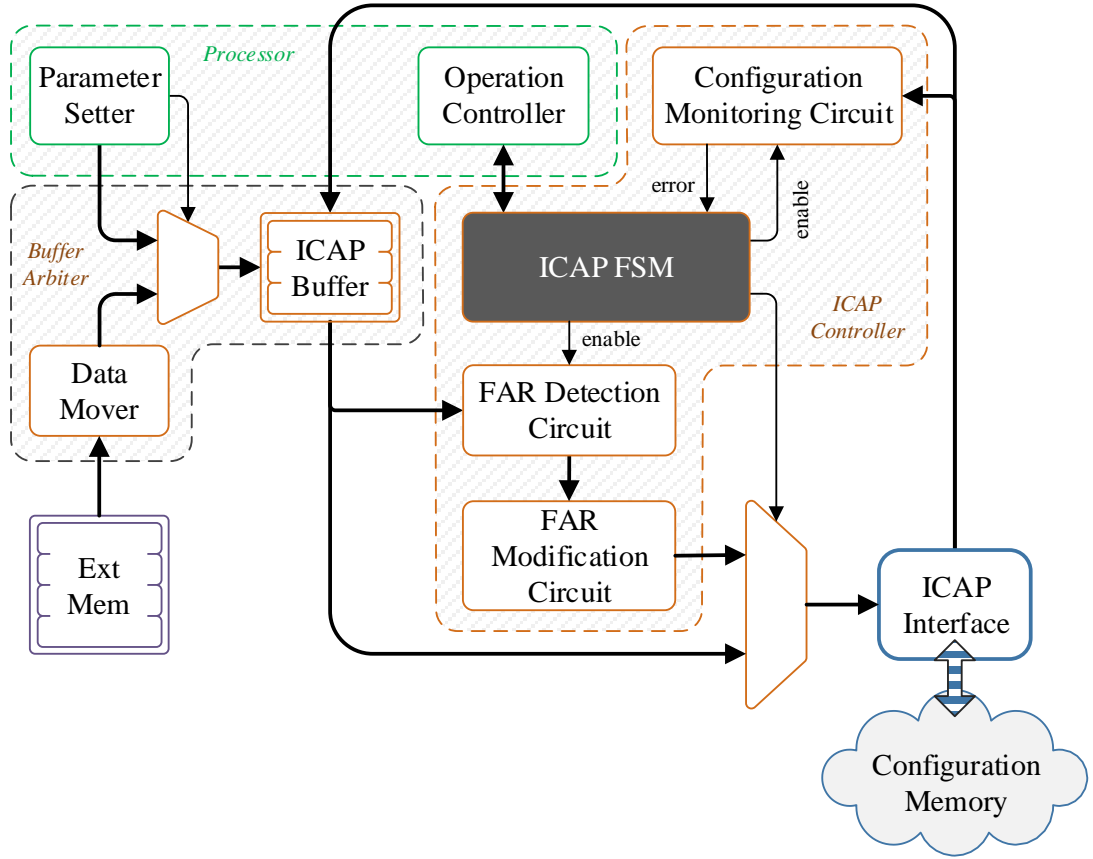 Processor
Parameter
Setter
Operation
Controller
Configuration
Monitoring Circuit
error
enable
Buffer
Arbiter
ICAP
Buffer
ICAP FSM
ICAP
Controller
enable
Data
Mover
FAR Detection
Circuit
Ext
Mem
FAR
Modification
Circuit
ICAP
Interface
Configuration
Memory